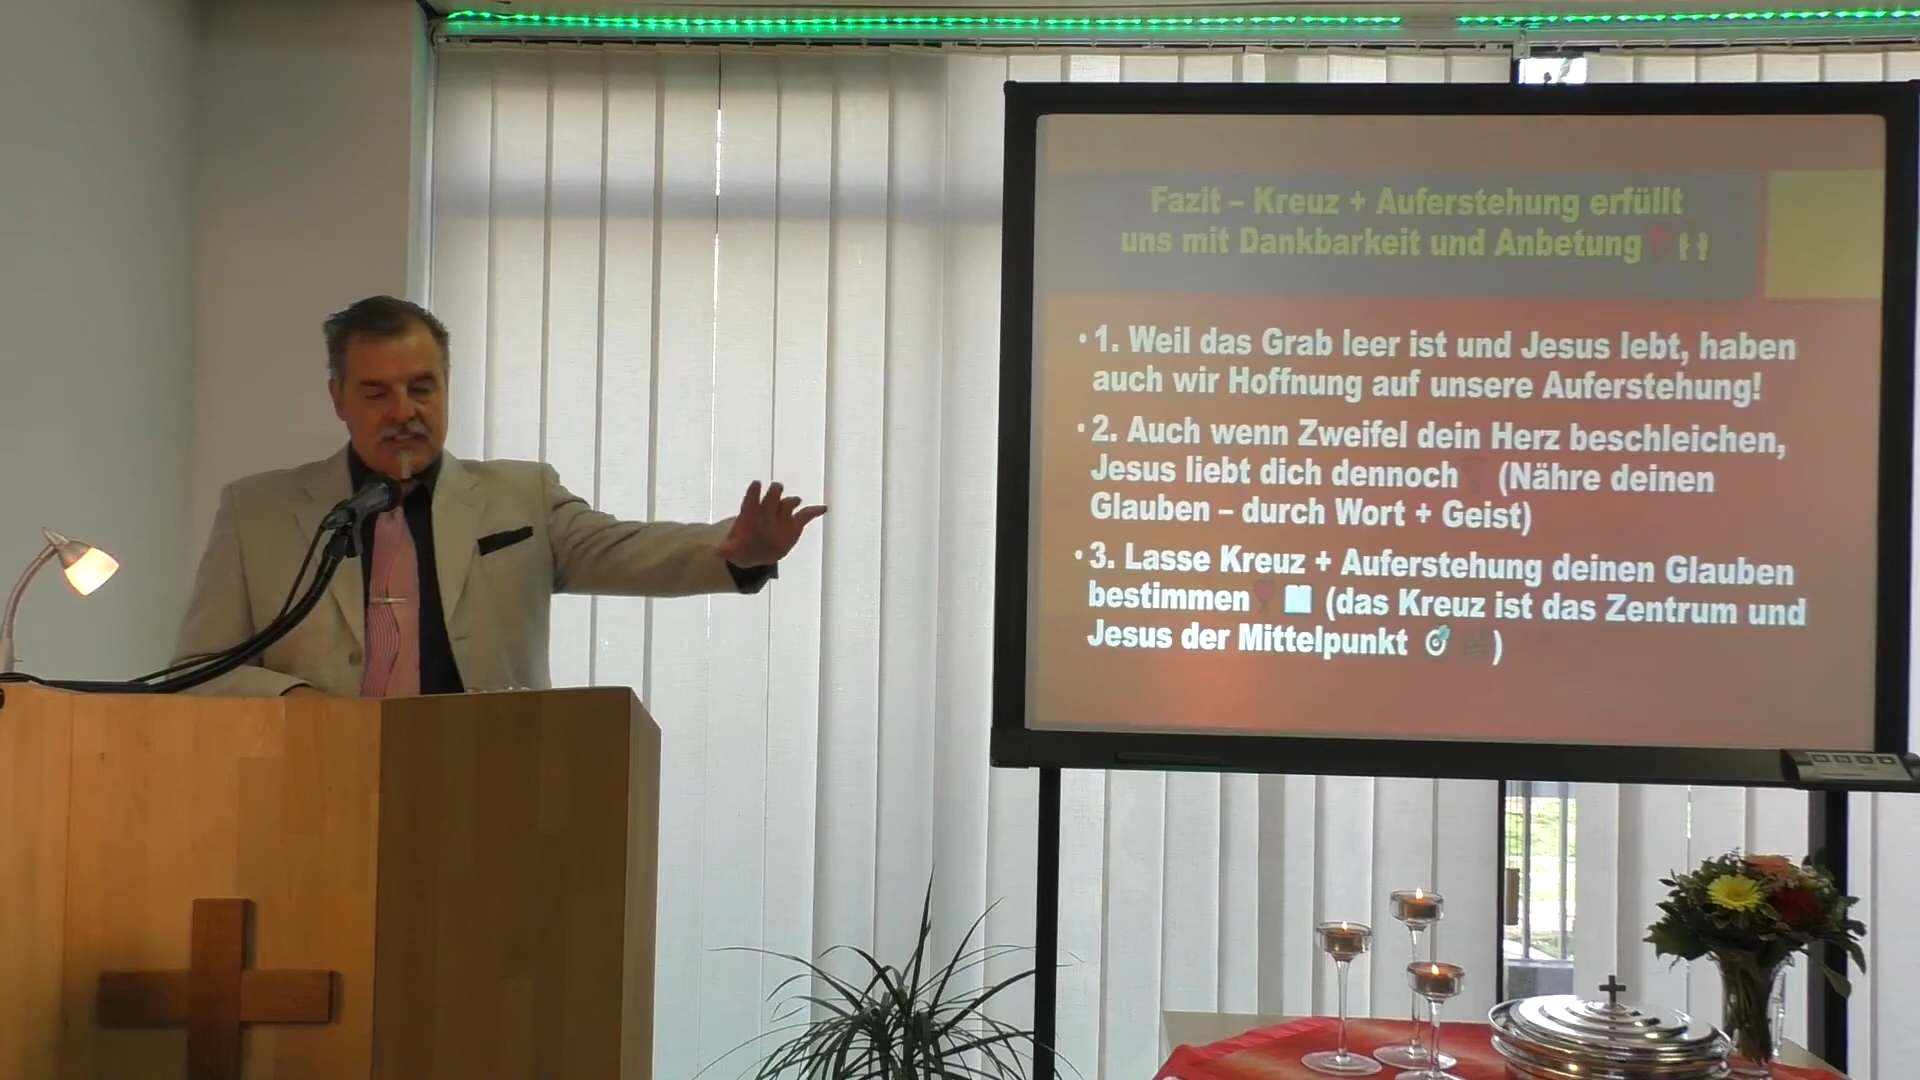 Fazit – Kreuz + Auferstehung erfüllt
uns mit Dankbarkeit und Anbetung
• 1. Weil das Grab leer ist und Jesus lebt, haben
auch wir Hoffnung auf unsere Auferstehung!
• 2. Auch wenn Zweifel dein Herz beschleichen,
Jesus liebt dich dennoch (Nähre deinen
Glauben – durch Wort + Geist)
• 3. Lasse Kreuz + Auferstehung deinen Glauben
bestimmen (das Kreuz ist das Zentrum und
Jesus der Mittelpunkt )